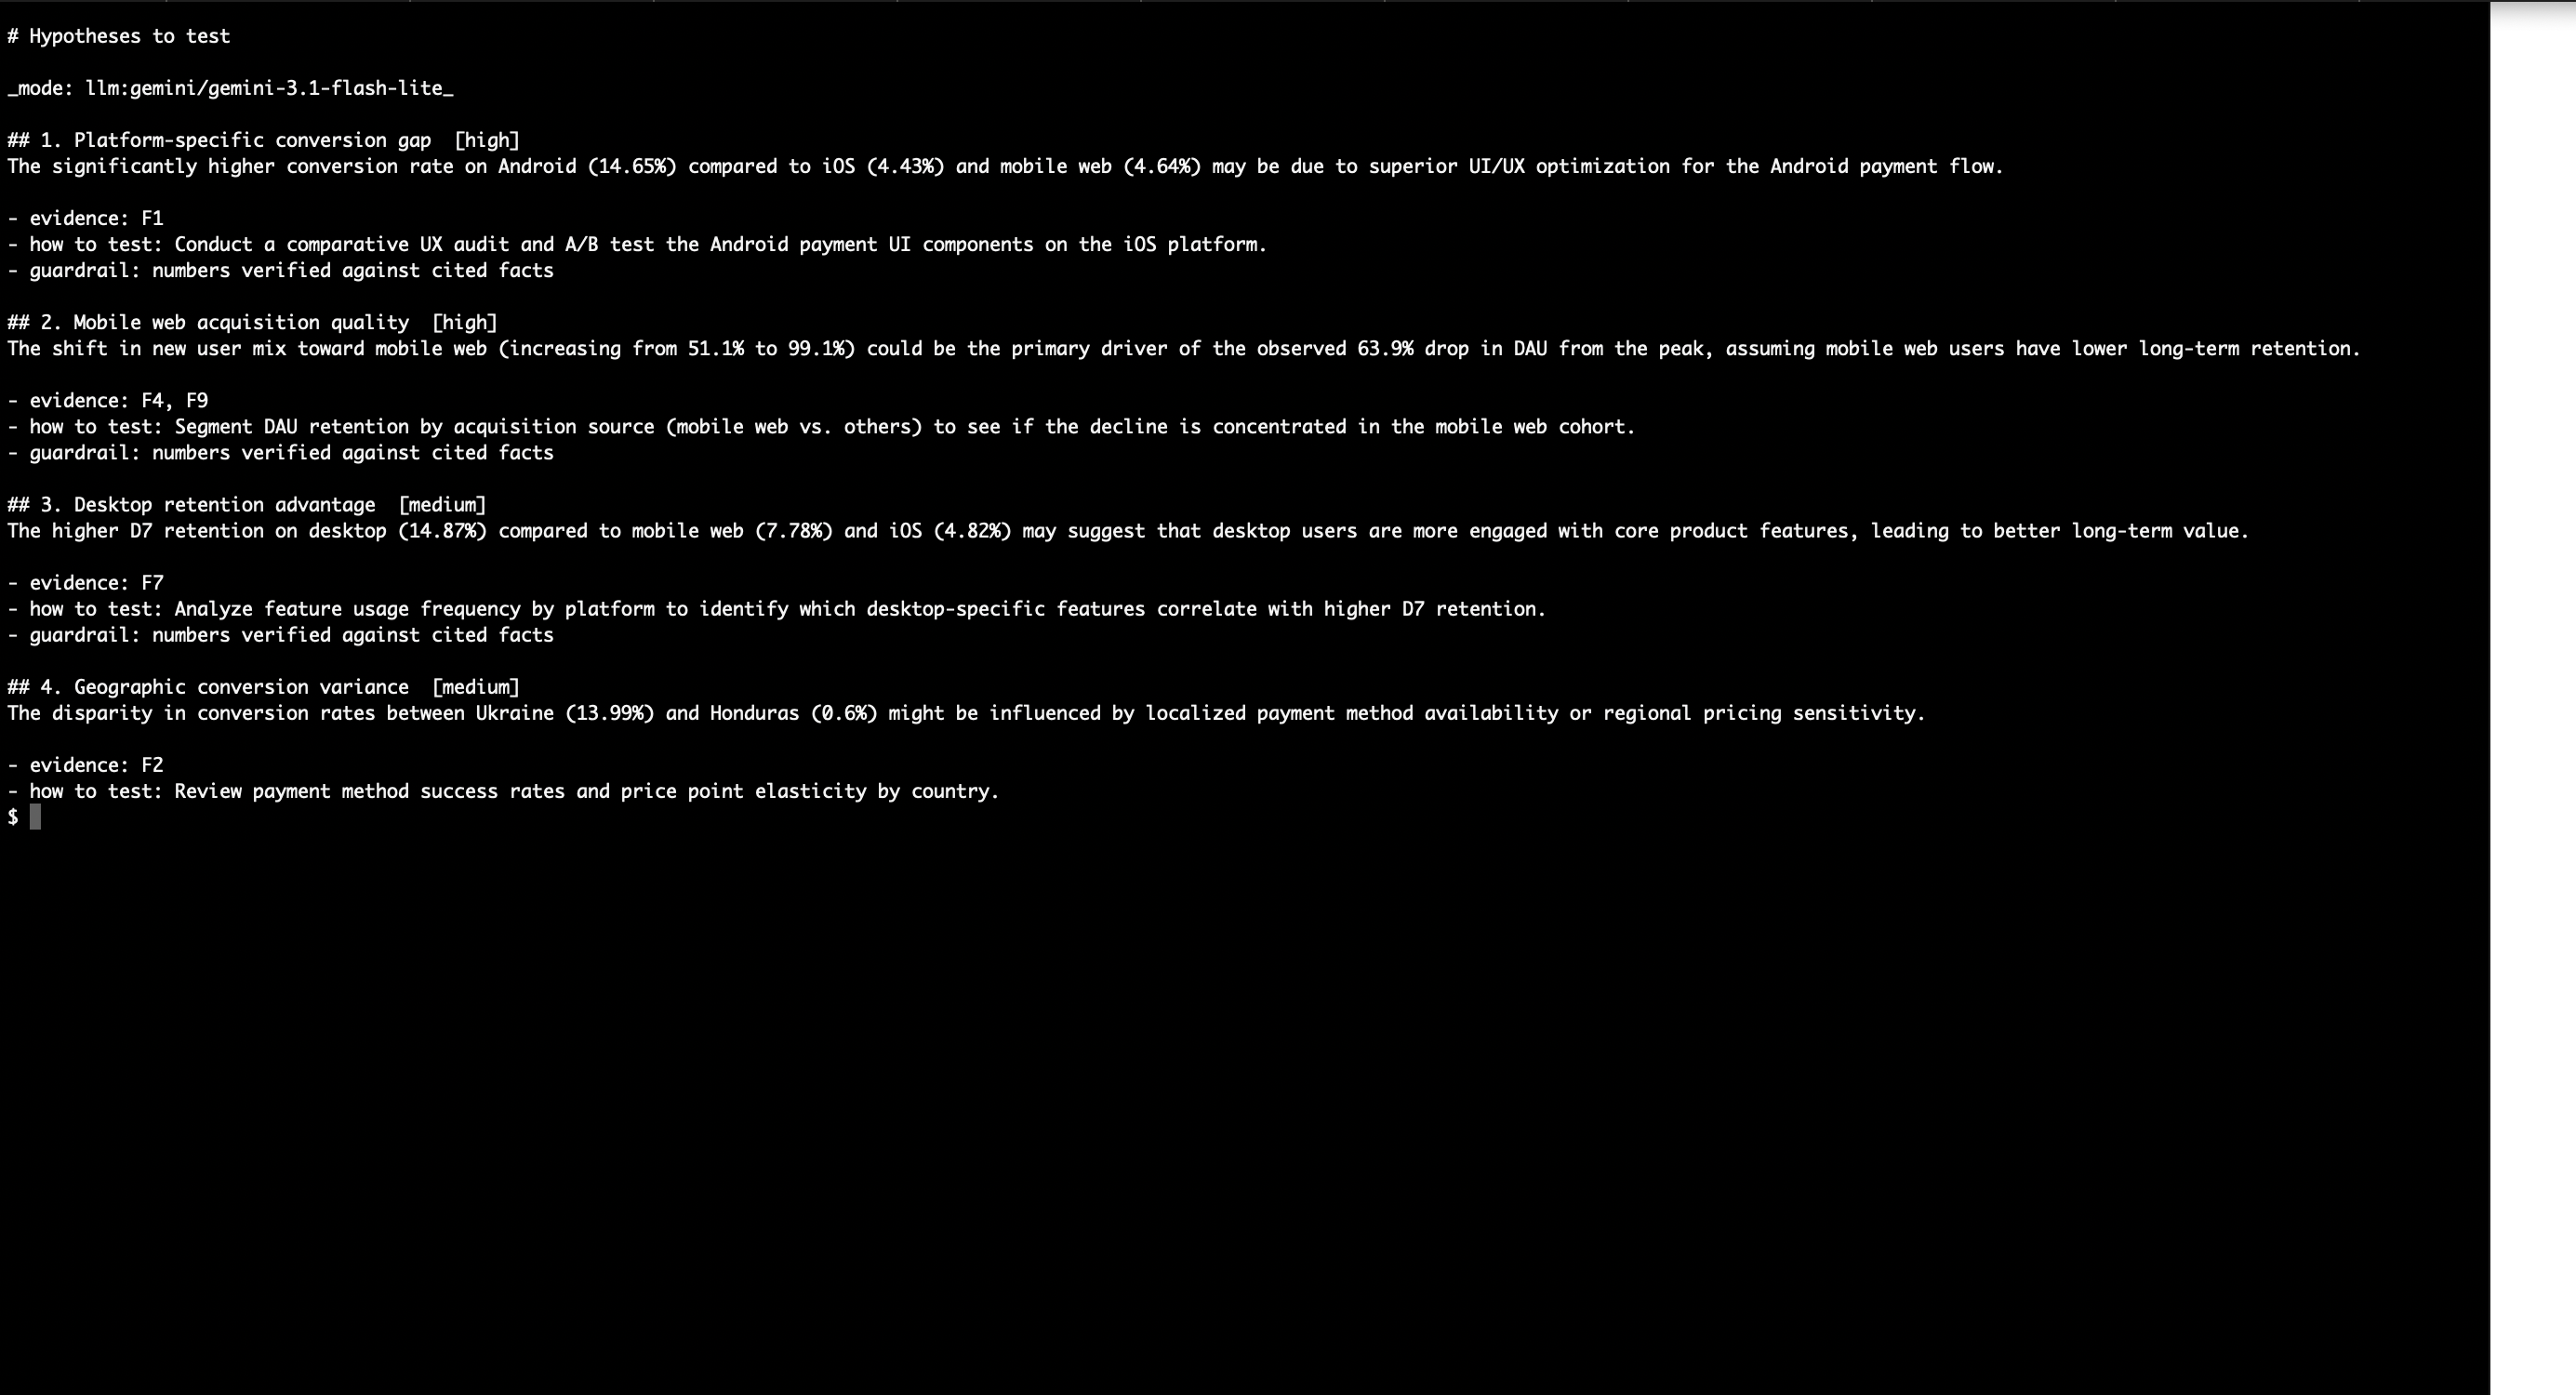 # Hypotheses to test
_mode: llm:gemini/gemini-3.1-flash-lite_
## 1. Platform-specific conversion gap  [high]
The significantly higher conversion rate on Android (14.65%) compared to iOS (4.43%) and mobile web (4.64%) may be due to superior UI/UX optimization for the Android payment flow.
- evidence: F1
- how to test: Conduct a comparative UX audit and A/B test the Android payment UI components on the iOS platform.
- guardrail: numbers verified against cited facts
## 2. Mobile web acquisition quality  [high]
The shift in new user mix toward mobile web (increasing from 51.1% to 99.1%) could be the primary driver of the observed 63.9% drop in DAU from the peak, assuming mobile web users have lower long-term retention.
- evidence: F4, F9
- how to test: Segment DAU retention by acquisition source (mobile web vs. others) to see if the decline is concentrated in the mobile web cohort.
- guardrail: numbers verified against cited facts
## 3. Desktop retention advantage  [medium]
The higher D7 retention on desktop (14.87%) compared to mobile web (7.78%) and iOS (4.82%) may suggest that desktop users are more engaged with core product features, leading to better long-term value.
- evidence: F7
- how to test: Analyze feature usage frequency by platform to identify which desktop-specific features correlate with higher D7 retention.
- guardrail: numbers verified against cited facts
## 4. Geographic conversion variance  [medium]
The disparity in conversion rates between Ukraine (13.99%) and Honduras (0.6%) might be influenced by localized payment method availability or regional pricing sensitivity.
- evidence: F2
- how to test: Review payment method success rates and price point elasticity by country.
$